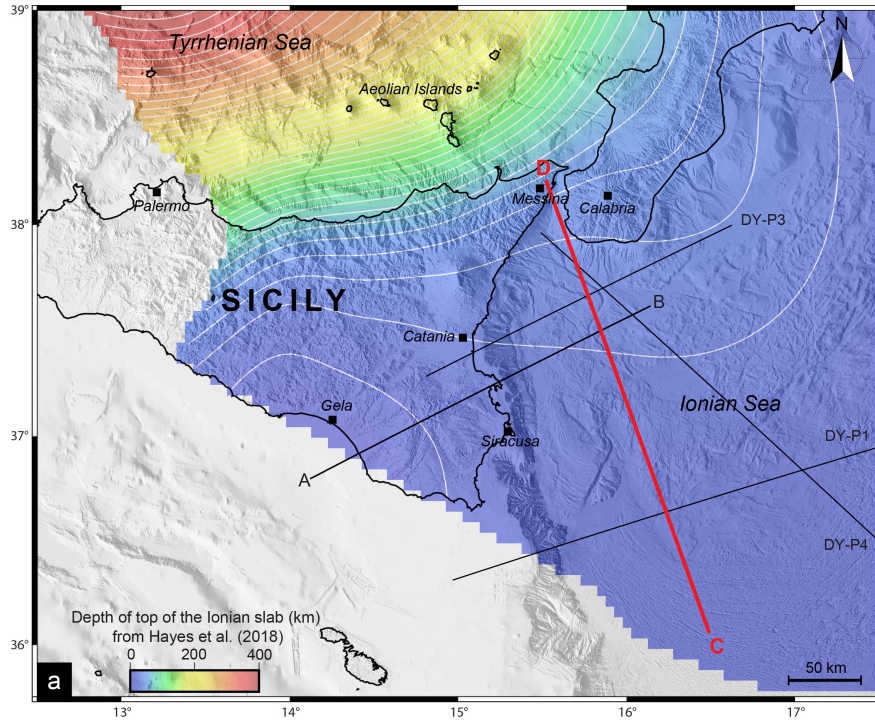 39°
N
Tyrrhenian Sea
Aeolian Islands
D
Messina
Calabria
Palermo
38°
DY-P3
SICILY
B
Catania
Ionian Sea
Gela
37°
Siracusa
DY-P1
A
DY-P4
Depth of top of the Ionian slab (km)
from Hayes et al. (2018)
0 200 400
36°
C
a
50 km
13° 14° 15° 16° 17°